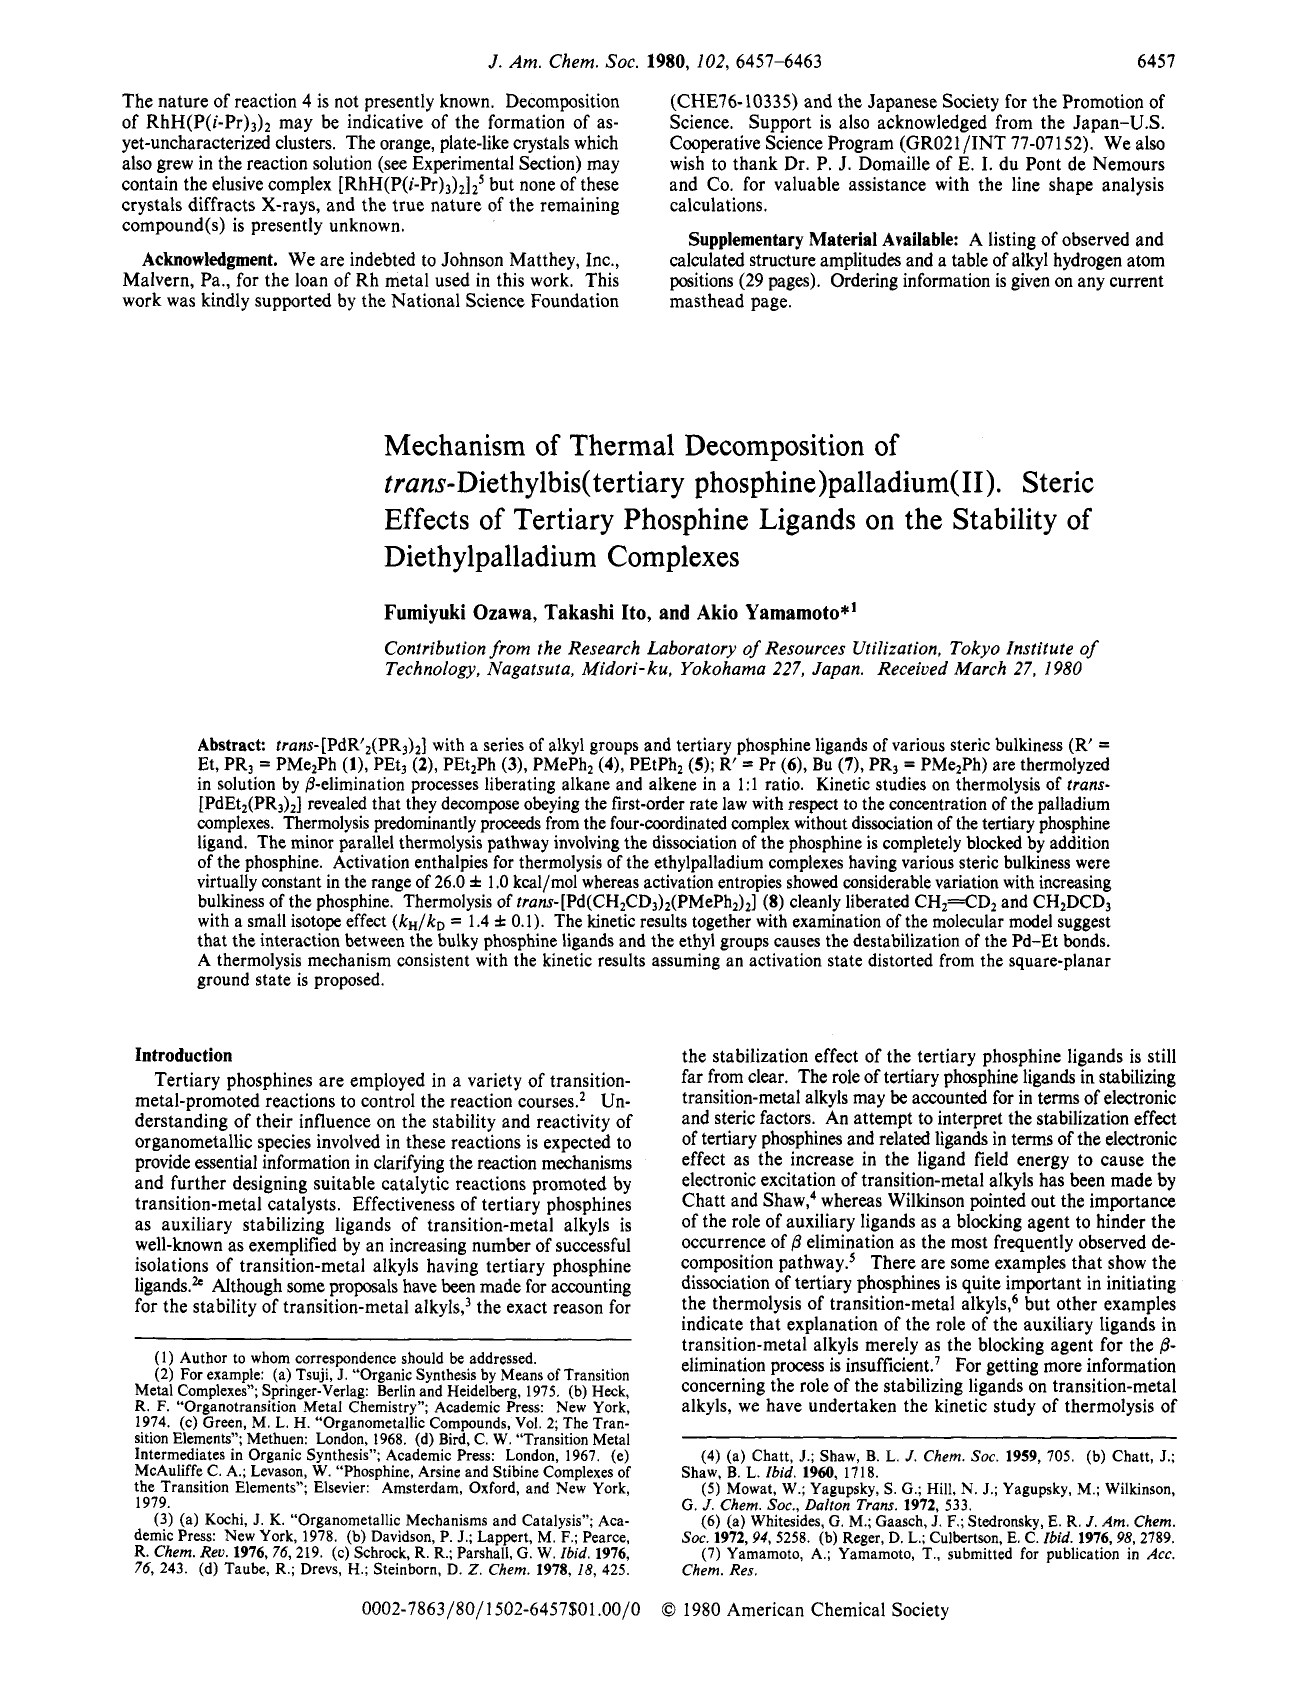 J. Am. Chem. Soc. 1980, 102, 6457–6463
6457
The nature of reaction 4 is not presently known. Decomposition
of RhH(P(i-Pr)₃)₂ may be indicative of the formation of as-
yet-uncharacterized clusters. The orange, plate-like crystals which
also grew in the reaction solution (see Experimental Section) may
contain the elusive complex [RhH(P(i-Pr)₃)₂]₂⁵ but none of these
crystals diffracts X-rays, and the true nature of the remaining
compound(s) is presently unknown.
Acknowledgment. We are indebted to Johnson Matthey, Inc.,
Malvern, Pa., for the loan of Rh metal used in this work. This
work was kindly supported by the National Science Foundation
(CHE76-10335) and the Japanese Society for the Promotion of
Science. Support is also acknowledged from the Japan–U.S.
Cooperative Science Program (GR021/INT 77-07152). We also
wish to thank Dr. P. J. Domaille of E. I. du Pont de Nemours
and Co. for valuable assistance with the line shape analysis
calculations.
Supplementary Material Available: A listing of observed and
calculated structure amplitudes and a table of alkyl hydrogen atom
positions (29 pages). Ordering information is given on any current
masthead page.
Mechanism of Thermal Decomposition of
trans-Diethylbis(tertiary phosphine)palladium(II). Steric
Effects of Tertiary Phosphine Ligands on the Stability of
Diethylpalladium Complexes
Fumiyuki Ozawa, Takashi Ito, and Akio Yamamoto*¹
Contribution from the Research Laboratory of Resources Utilization, Tokyo Institute of
Technology, Nagatsuta, Midori-ku, Yokohama 227, Japan. Received March 27, 1980
Abstract: trans-[PdR′₂(PR₃)₂] with a series of alkyl groups and tertiary phosphine ligands of various steric bulkiness (R′ =
Et, PR₃ = PMe₂Ph (1), PEt₃ (2), PEt₂Ph (3), PMePh₂ (4), PEtPh₂ (5); R′ = Pr (6), Bu (7), PR₃ = PMe₂Ph) are thermolyzed
in solution by β-elimination processes liberating alkane and alkene in a 1:1 ratio. Kinetic studies on thermolysis of trans-
[PdEt₂(PR₃)₂] revealed that they decompose obeying the first-order rate law with respect to the concentration of the palladium
complexes. Thermolysis predominantly proceeds from the four-coordinated complex without dissociation of the tertiary phosphine
ligand. The minor parallel thermolysis pathway involving the dissociation of the phosphine is completely blocked by addition
of the phosphine. Activation enthalpies for thermolysis of the ethylpalladium complexes having various steric bulkiness were
virtually constant in the range of 26.0 ± 1.0 kcal/mol whereas activation entropies showed considerable variation with increasing
bulkiness of the phosphine. Thermolysis of trans-[Pd(CH₂CD₃)₂(PMePh₂)₂] (8) cleanly liberated CH₂═CD₂ and CH₂DCD₃
with a small isotope effect (kH/kD = 1.4 ± 0.1). The kinetic results together with examination of the molecular model suggest
that the interaction between the bulky phosphine ligands and the ethyl groups causes the destabilization of the Pd–Et bonds.
A thermolysis mechanism consistent with the kinetic results assuming an activation state distorted from the square-planar
ground state is proposed.
Introduction
Tertiary phosphines are employed in a variety of transition-
metal-promoted reactions to control the reaction courses.² Un-
derstanding of their influence on the stability and reactivity of
organometallic species involved in these reactions is expected to
provide essential information in clarifying the reaction mechanisms
and further designing suitable catalytic reactions promoted by
transition-metal catalysts. Effectiveness of tertiary phosphines
as auxiliary stabilizing ligands of transition-metal alkyls is
well-known as exemplified by an increasing number of successful
isolations of transition-metal alkyls having tertiary phosphine
ligands.²ᵉ Although some proposals have been made for accounting
for the stability of transition-metal alkyls,³ the exact reason for
(1) Author to whom correspondence should be addressed.
(2) For example: (a) Tsuji, J. “Organic Synthesis by Means of Transition
Metal Complexes”; Springer-Verlag: Berlin and Heidelberg, 1975. (b) Heck,
R. F. “Organotransition Metal Chemistry”; Academic Press: New York,
1974. (c) Green, M. L. H. “Organometallic Compounds, Vol. 2; The Tran-
sition Elements”; Methuen: London, 1968. (d) Bird, C. W. “Transition Metal
Intermediates in Organic Synthesis”; Academic Press: London, 1967. (e)
McAuliffe C. A.; Levason, W. “Phosphine, Arsine and Stibine Complexes of
the Transition Elements”; Elsevier: Amsterdam, Oxford, and New York,
1979.
(3) (a) Kochi, J. K. “Organometallic Mechanisms and Catalysis”; Aca-
demic Press: New York, 1978. (b) Davidson, P. J.; Lappert, M. F.; Pearce,
R. Chem. Rev. 1976, 76, 219. (c) Schrock, R. R.; Parshall, G. W. Ibid. 1976,
76, 243. (d) Taube, R.; Drevs, H.; Steinborn, D. Z. Chem. 1978, 18, 425.
the stabilization effect of the tertiary phosphine ligands is still
far from clear. The role of tertiary phosphine ligands in stabilizing
transition-metal alkyls may be accounted for in terms of electronic
and steric factors. An attempt to interpret the stabilization effect
of tertiary phosphines and related ligands in terms of the electronic
effect as the increase in the ligand field energy to cause the
electronic excitation of transition-metal alkyls has been made by
Chatt and Shaw,⁴ whereas Wilkinson pointed out the importance
of the role of auxiliary ligands as a blocking agent to hinder the
occurrence of β elimination as the most frequently observed de-
composition pathway.⁵ There are some examples that show the
dissociation of tertiary phosphines is quite important in initiating
the thermolysis of transition-metal alkyls,⁶ but other examples
indicate that explanation of the role of the auxiliary ligands in
transition-metal alkyls merely as the blocking agent for the β-
elimination process is insufficient.⁷ For getting more information
concerning the role of the stabilizing ligands on transition-metal
alkyls, we have undertaken the kinetic study of thermolysis of
(4) (a) Chatt, J.; Shaw, B. L. J. Chem. Soc. 1959, 705. (b) Chatt, J.;
Shaw, B. L. Ibid. 1960, 1718.
(5) Mowat, W.; Yagupsky, S. G.; Hill, N. J.; Yagupsky, M.; Wilkinson,
G. J. Chem. Soc., Dalton Trans. 1972, 533.
(6) (a) Whitesides, G. M.; Gaasch, J. F.; Stedronsky, E. R. J. Am. Chem.
Soc. 1972, 94, 5258. (b) Reger, D. L.; Culbertson, E. C. Ibid. 1976, 98, 2789.
(7) Yamamoto, A.; Yamamoto, T., submitted for publication in Acc.
Chem. Res.
0002-7863/80/1502-6457$01.00/0 © 1980 American Chemical Society